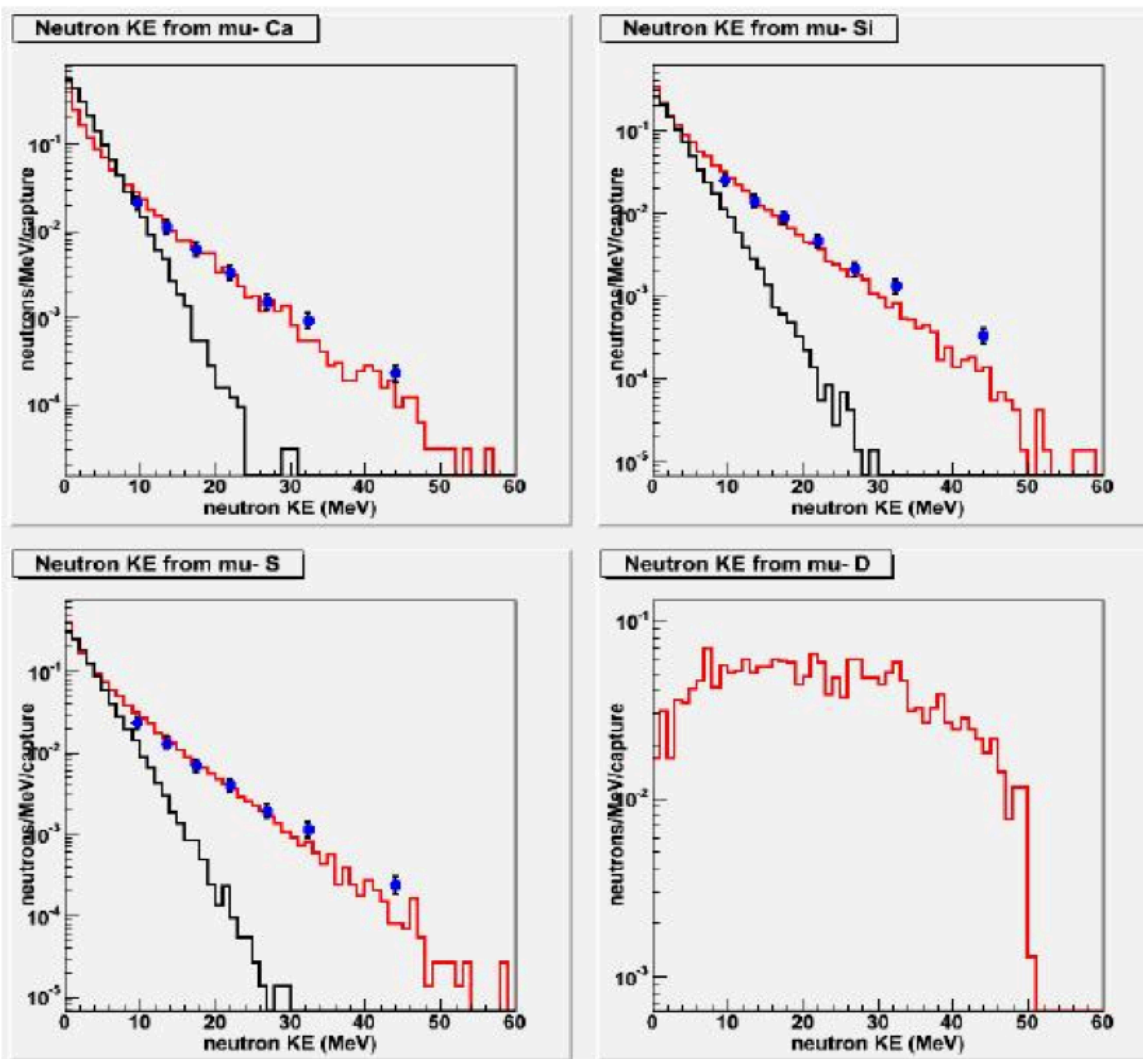 Neutron KE from mu- Ca
neutrons/MeV/capture
10^-1
10^-2
10^-3
10^-4
0 10 20 30 40 50 60
neutron KE (MeV)
Neutron KE from mu- Si
neutrons/MeV/capture
10^-1
10^-2
10^-3
10^-4
10^-5
0 10 20 30 40 50 60
neutron KE (MeV)
Neutron KE from mu- S
neutrons/MeV/capture
10^-1
10^-2
10^-3
10^-4
10^-5
0 10 20 30 40 50 60
neutron KE (MeV)
Neutron KE from mu- D
neutrons/MeV/capture
10^-1
10^-2
10^-3
0 10 20 30 40 50 60
neutron KE (MeV)